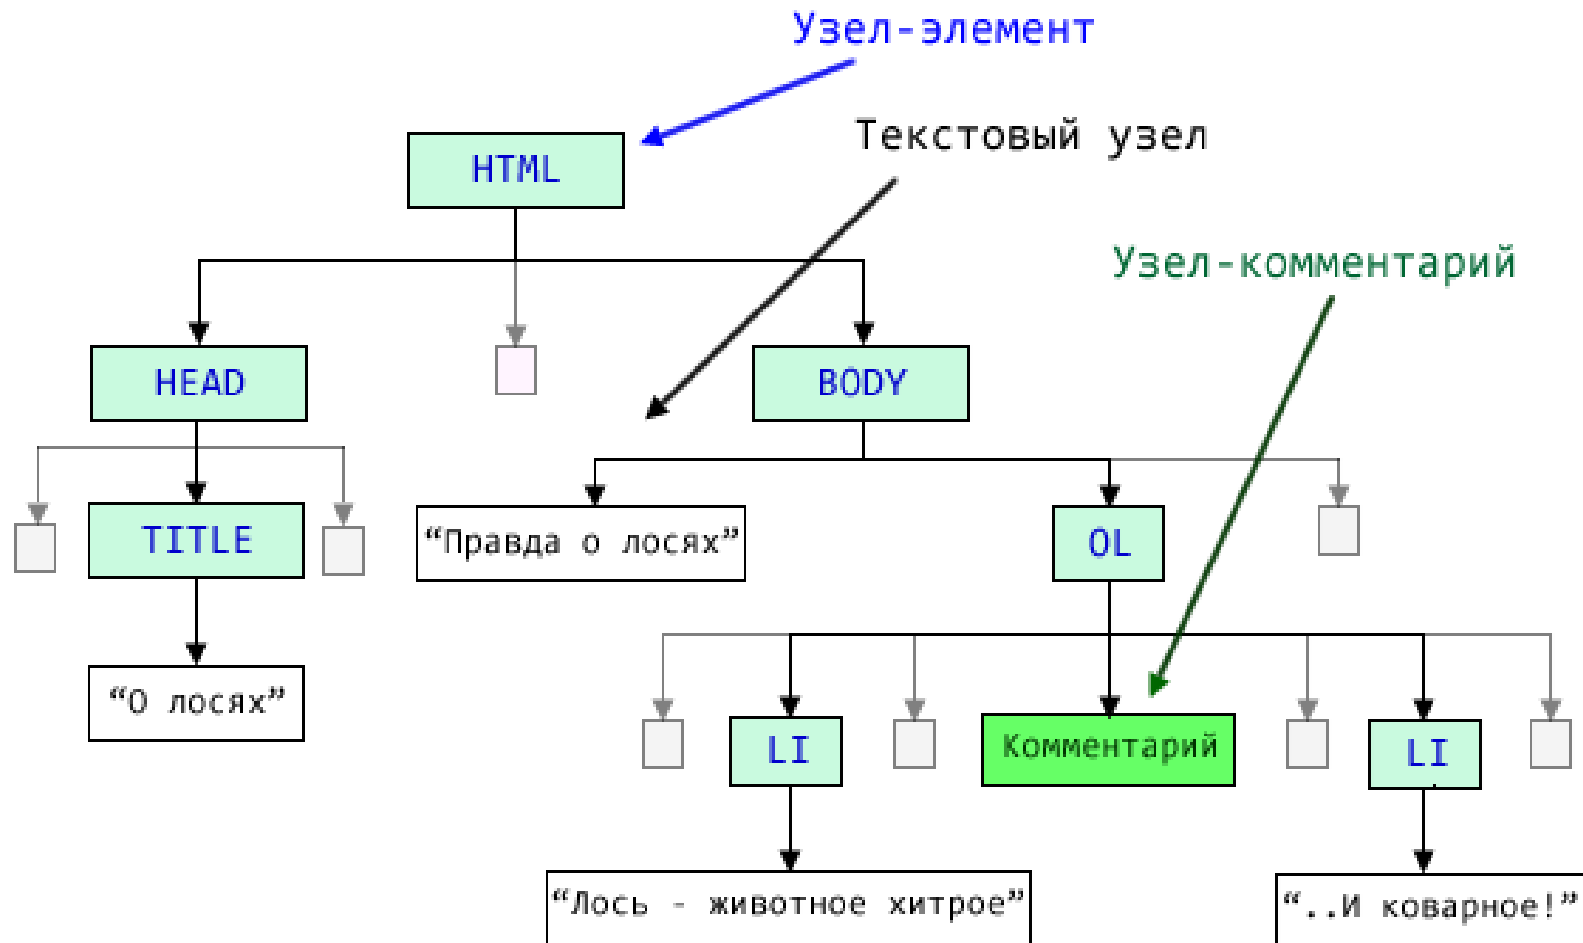 Узел-элемент
Текстовый узел
HTML
Узел-комментарий
HEAD
BODY
TITLE
“Правда о лосях”
OL
“О лосях”
LI
Комментарий
LI
“Лось - животное хитрое”
“..И коварное!”